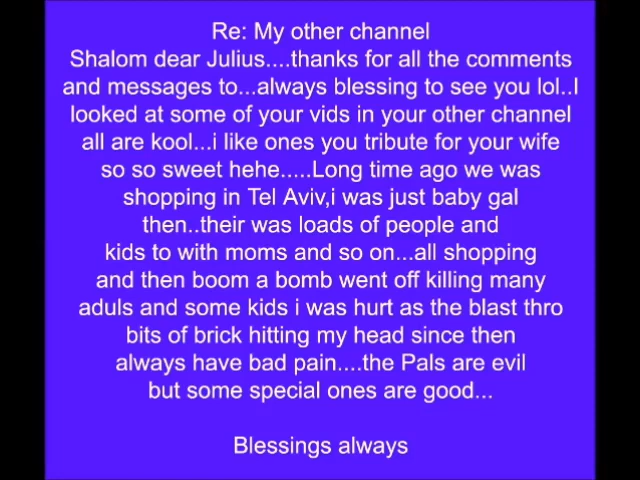 Re: My other channel
Shalom dear Julius....thanks for all the comments
and messages to...always blessing to see you lol..I
looked at some of your vids in your other channel
all are kool...i like ones you tribute for your wife
so so sweet hehe.....Long time ago we was
shopping in Tel Aviv,i was just baby gal
then..their was loads of people and
kids to with moms and so on...all shopping
and then boom a bomb went off killing many
aduls and some kids i was hurt as the blast thro
bits of brick hitting my head since then
always have bad pain....the Pals are evil
but some special ones are good...
Blessings always